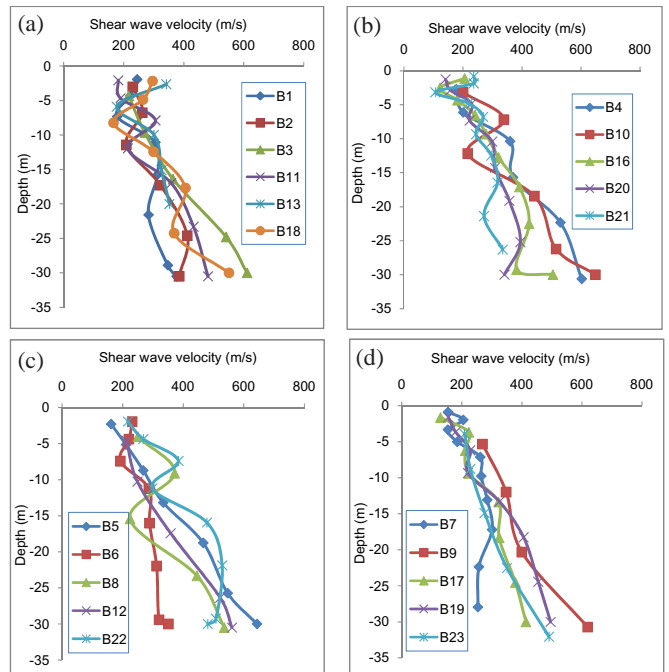 (a)
Shear wave velocity (m/s)
0 200 400 600 800
0
-5
-10
-15
-20
-25
-30
-35
Depth (m)
B1
B2
B3
B11
B13
B18
(b)
Shear wave velocity (m/s)
0 200 400 600 800
0
-5
-10
-15
-20
-25
-30
-35
Depth (m)
B4
B10
B16
B20
B21
(c)
Shear wave velocity (m/s)
0 200 400 600 800
0
-5
-10
-15
-20
-25
-30
-35
Depth (m)
B5
B6
B8
B12
B22
(d)
Shear wave velocity (m/s)
0 200 400 600 800
0
-5
-10
-15
-20
-25
-30
-35
Depth (m)
B7
B9
B17
B19
B23